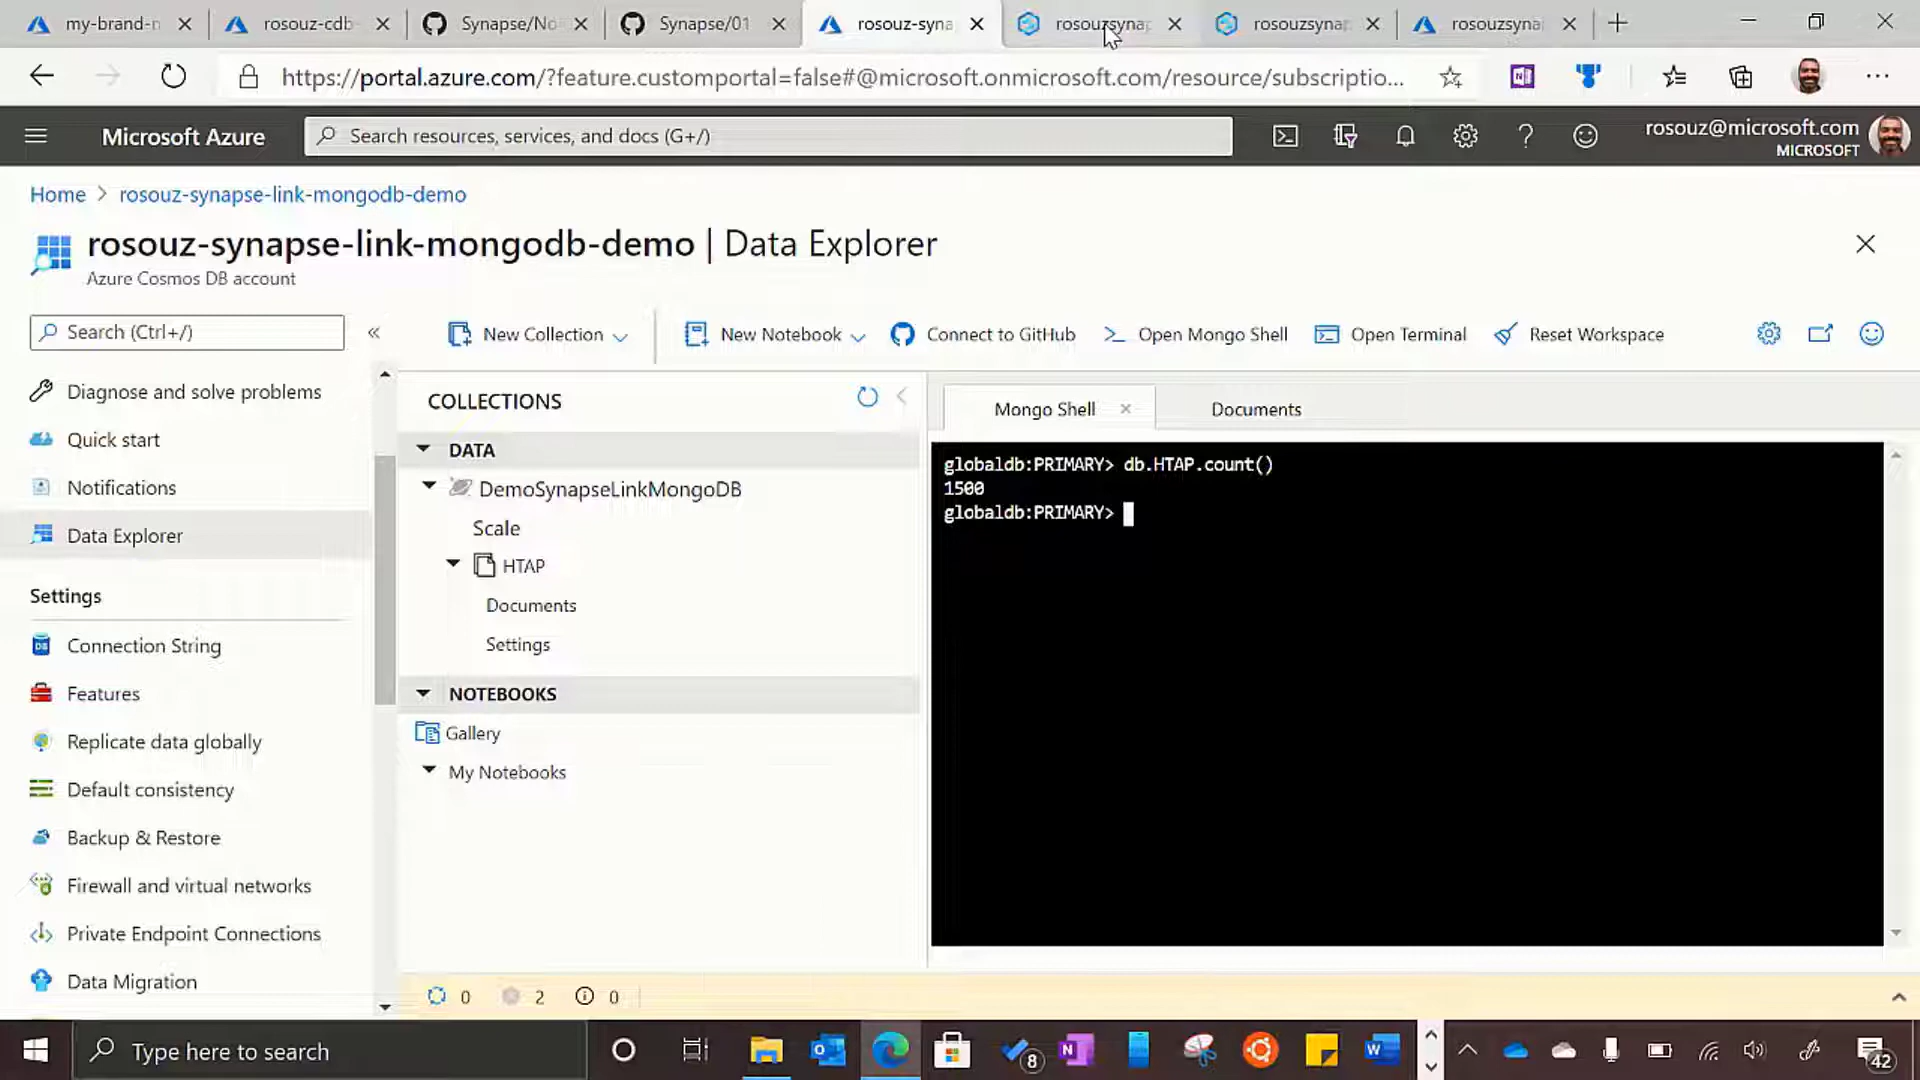 my-brand-n
rosouz-cdb-
Synapse/No
Synapse/01
rosouz-syna
rosouzsynap
rosouzsynap
rosouzsynap
https://portal.azure.com/?feature.customportal=false#@microsoft.onmicrosoft.com/resource/subscriptio...
Microsoft Azure
Search resources, services, and docs (G+/)
rosouz@microsoft.com
MICROSOFT
Home > rosouz-synapse-link-mongodb-demo
rosouz-synapse-link-mongodb-demo | Data Explorer
Azure Cosmos DB account
Search (Ctrl+/)
New Collection
New Notebook
Connect to GitHub
Open Mongo Shell
Open Terminal
Reset Workspace
Diagnose and solve problems
Quick start
Notifications
Data Explorer
Settings
Connection String
Features
Replicate data globally
Default consistency
Backup & Restore
Firewall and virtual networks
Private Endpoint Connections
Data Migration
COLLECTIONS
DATA
DemoSynapseLinkMongoDB
Scale
HTAP
Documents
Settings
NOTEBOOKS
Gallery
My Notebooks
Mongo Shell
Documents
globaldb:PRIMARY> db.HTAP.count()
1500
globaldb:PRIMARY>
0 2 0
Type here to search
8
42